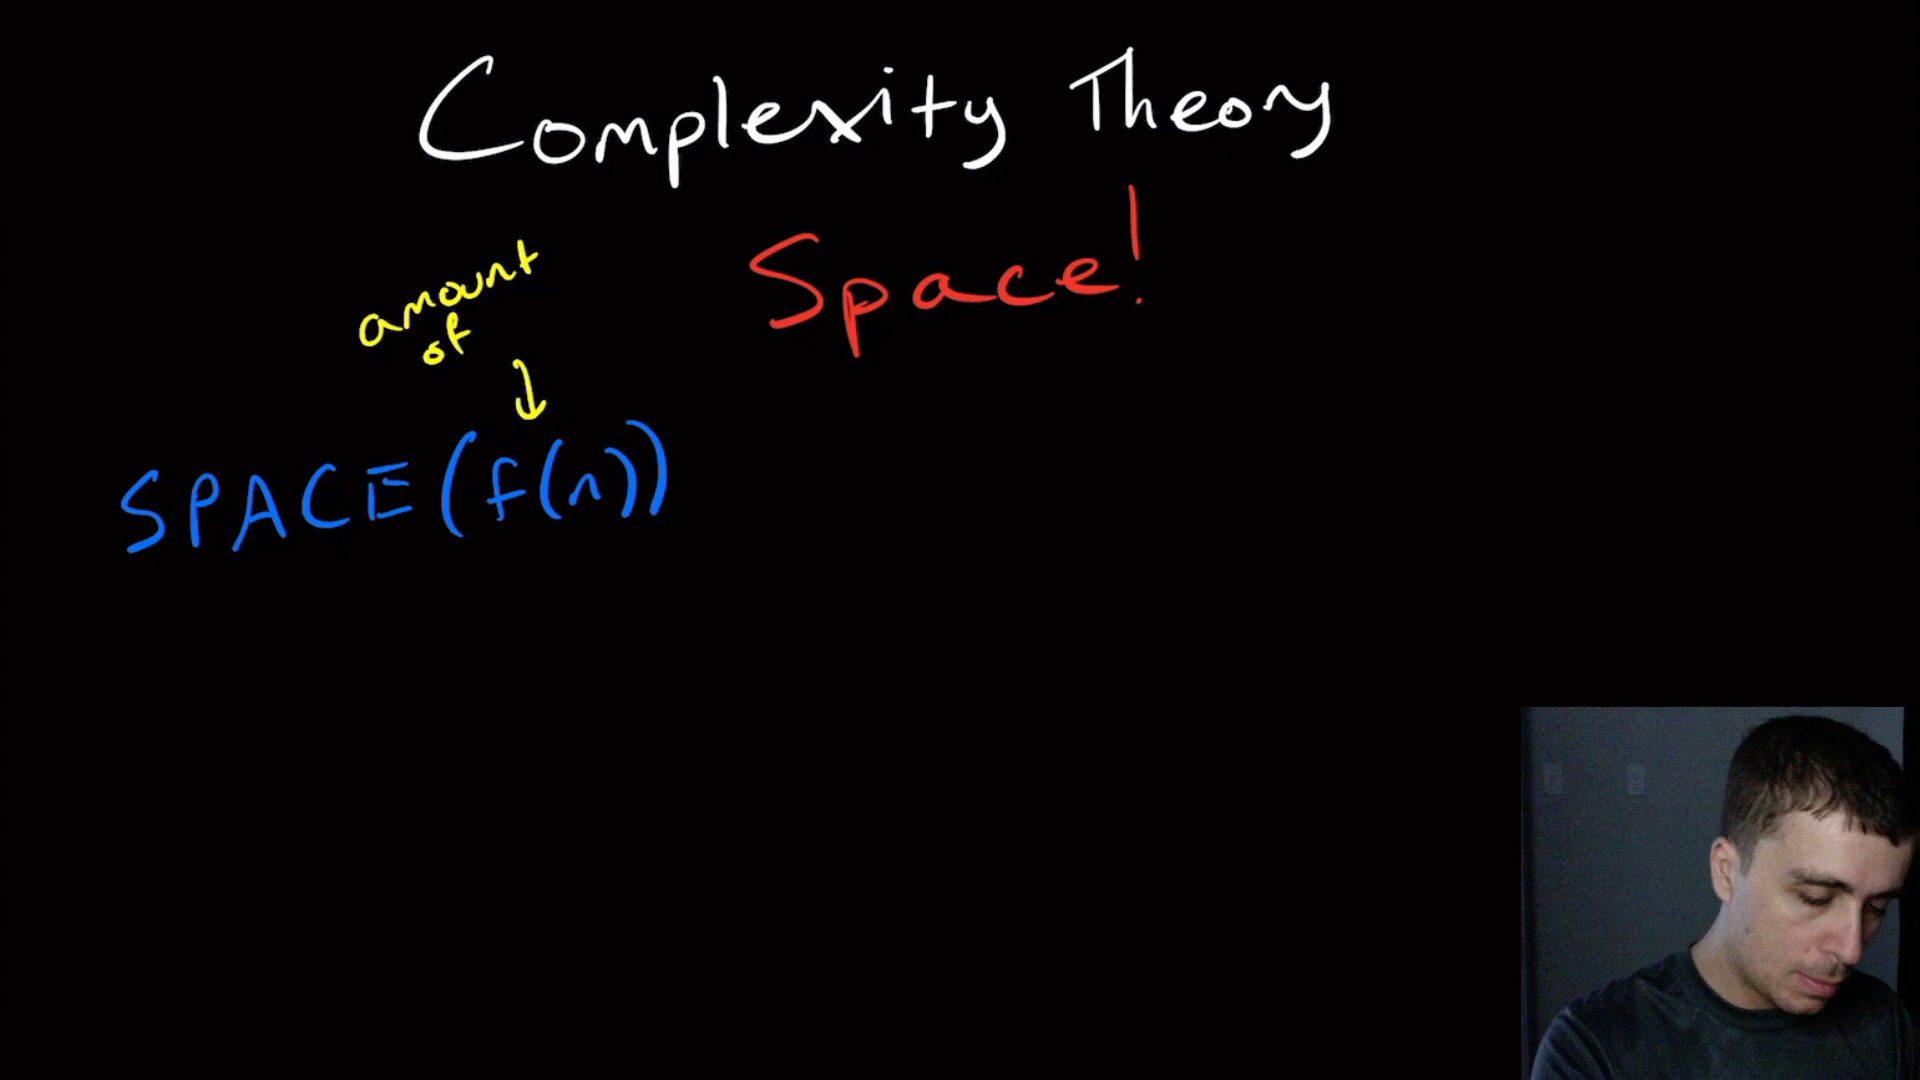 Complexity Theory
Space!
amount
of
SPACE(f(n))